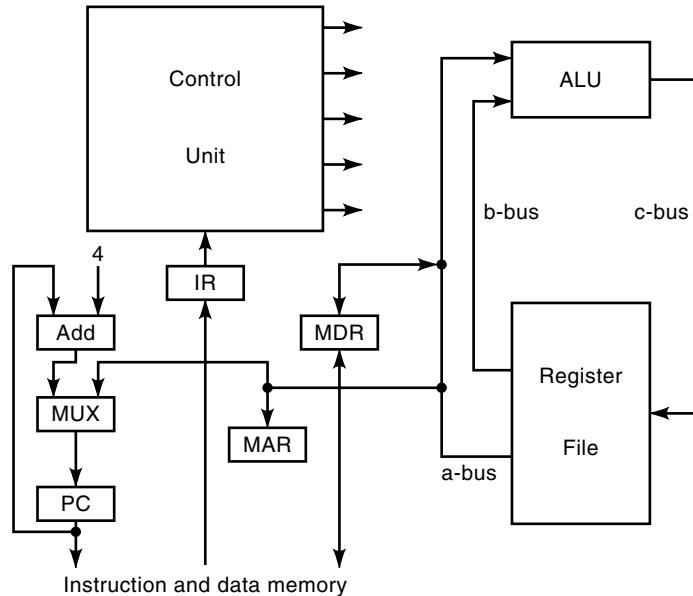 Control
Unit
ALU
b-bus
c-bus
4
IR
Add
MDR
Register
File
MUX
MAR
a-bus
PC
Instruction and data memory